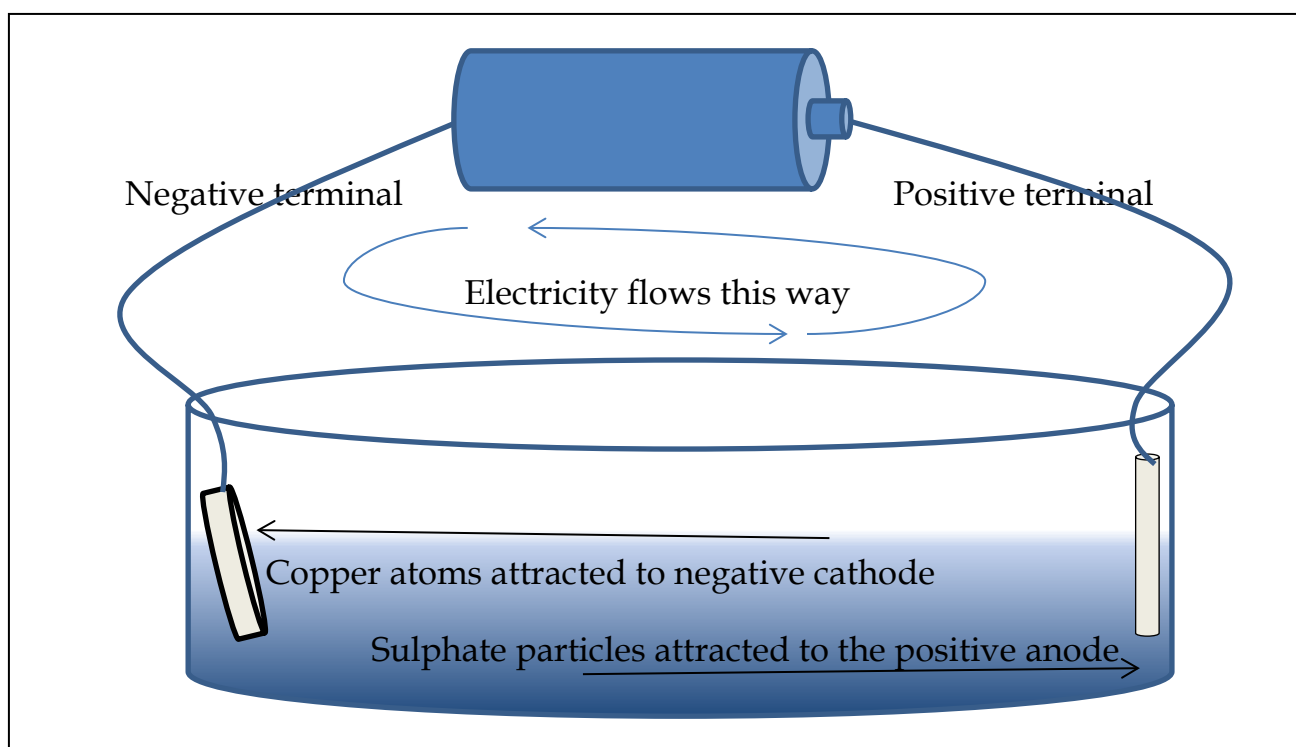 Negative terminal
Positive terminal
Electricity flows this way
Copper atoms attracted to negative cathode
Sulphate particles attracted to the positive anode